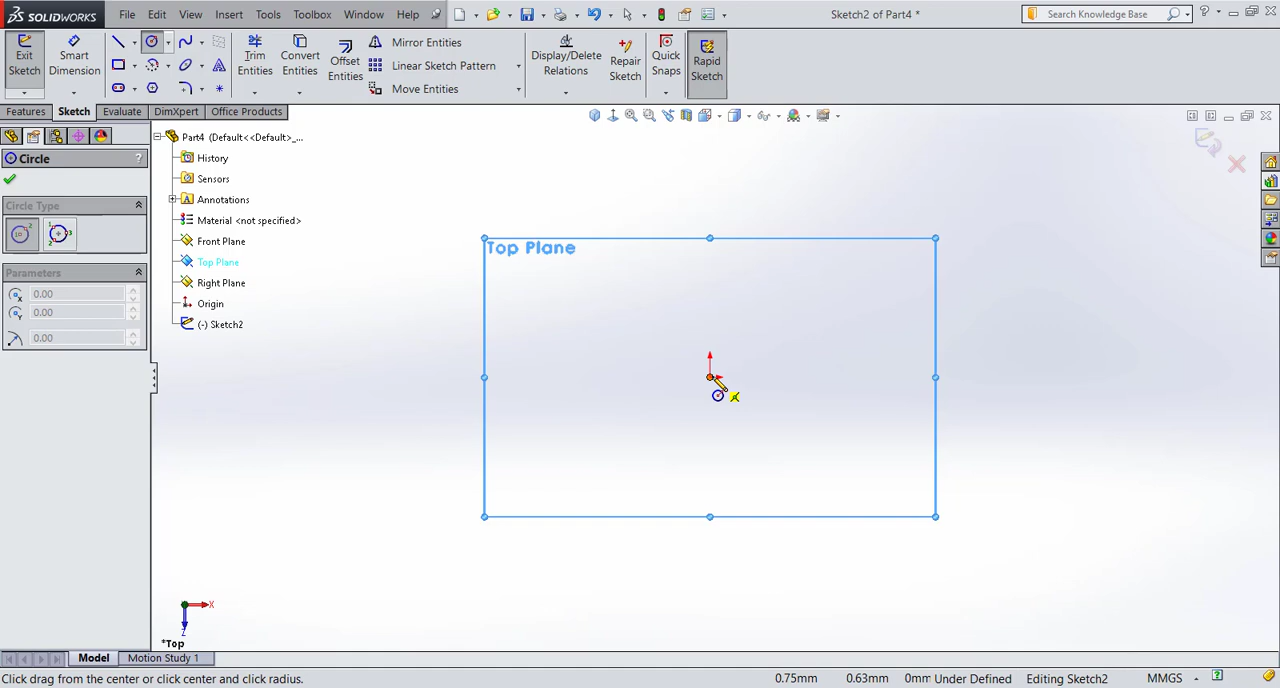 SOLIDWORKS File Edit View Insert Tools Toolbox Window Help Sketch2 of Part4 * Search Knowledge Base ?
Exit Sketch
Smart Dimension
Trim Entities
Convert Entities
Offset Entities
Mirror Entities
Linear Sketch Pattern
Move Entities
Display/Delete Relations
Repair Sketch
Quick Snaps
Rapid Sketch
Features Sketch Evaluate DimXpert Office Products
Circle ?
Circle Type
Parameters
0.00
0.00
0.00
Part4 (Default<<Default>_...
History
Sensors
Annotations
Material <not specified>
Front Plane
Top Plane
Right Plane
Origin
(-) Sketch2
Top Plane
X
Z
*Top
Model Motion Study 1
Click drag from the center or click center and click radius. 0.75mm 0.63mm 0mm Under Defined Editing Sketch2 MMGS ?